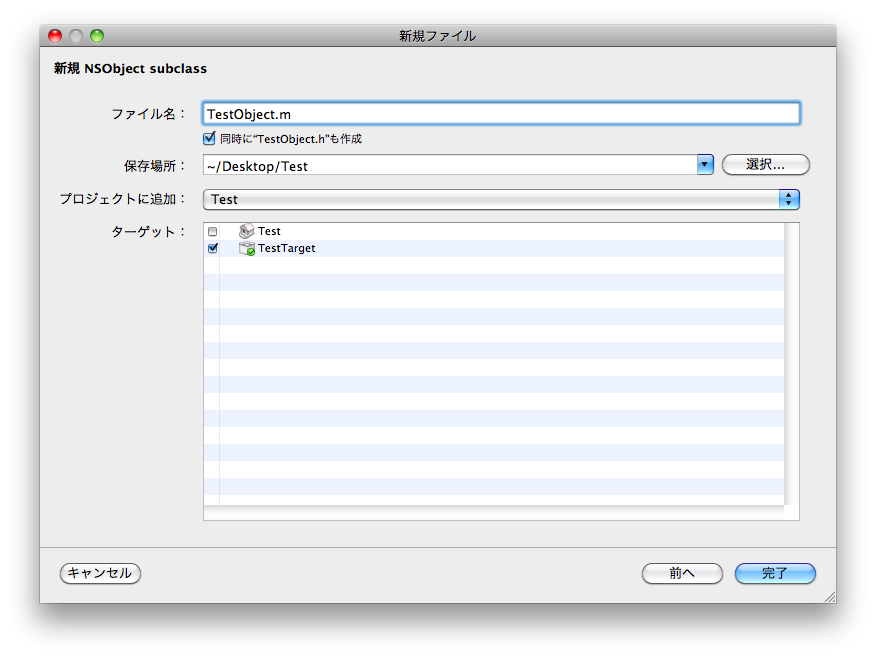 新規ファイル
新規 NSObject subclass
ファイル名： TestObject.m
同時に“TestObject.h”も作成
保存場所： ~/Desktop/Test 選択...
プロジェクトに追加： Test
ターゲット： Test
TestTarget
キャンセル 前へ 完了